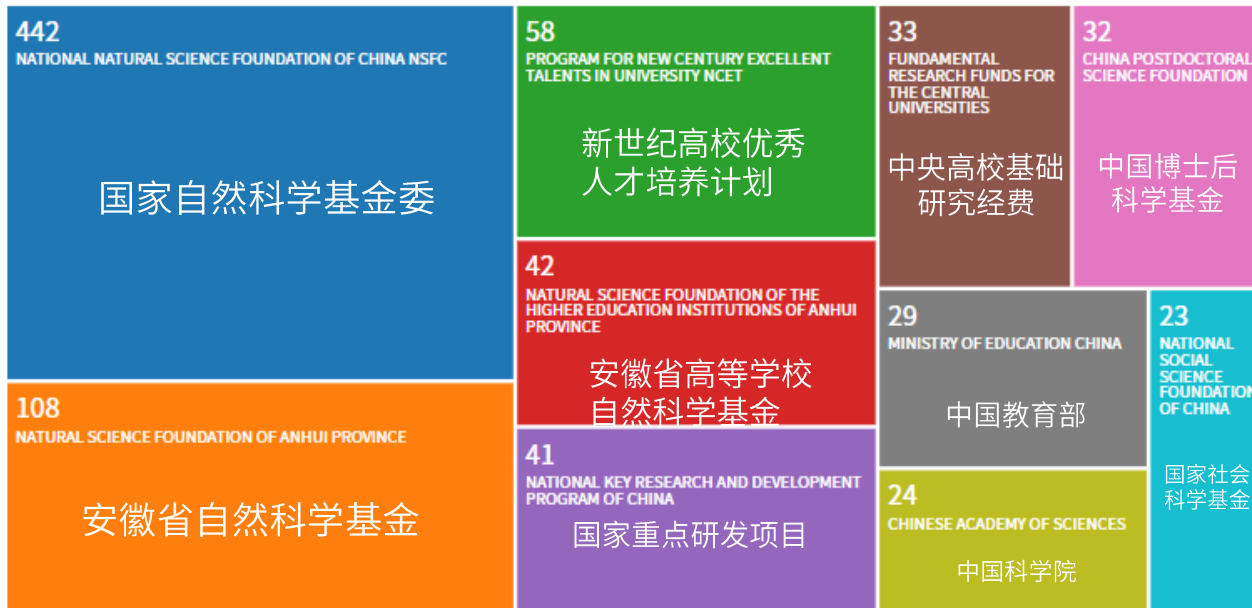 442
NATIONAL NATURAL SCIENCE FOUNDATION OF CHINA NSFC
国家自然科学基金委
108
NATURAL SCIENCE FOUNDATION OF ANHUI PROVINCE
安徽省自然科学基金
58
PROGRAM FOR NEW CENTURY EXCELLENT
TALENTS IN UNIVERSITY NCET
新世纪高校优秀
人才培养计划
42
NATURAL SCIENCE FOUNDATION OF THE
HIGHER EDUCATION INSTITUTIONS OF ANHUI
PROVINCE
安徽省高等学校
自然科学基金
41
NATIONAL KEY RESEARCH AND DEVELOPMENT
PROGRAM OF CHINA
国家重点研发项目
33
FUNDAMENTAL
RESEARCH FUNDS FOR
THE CENTRAL
UNIVERSITIES
中央高校基础
研究经费
32
CHINA POSTDOCTORAL
SCIENCE FOUNDATION
中国博士后
科学基金
29
MINISTRY OF EDUCATION CHINA
中国教育部
24
CHINESE ACADEMY OF SCIENCES
中国科学院
23
NATIONAL
SOCIAL
SCIENCE
FOUNDATION
OF CHINA
国家社会
科学基金